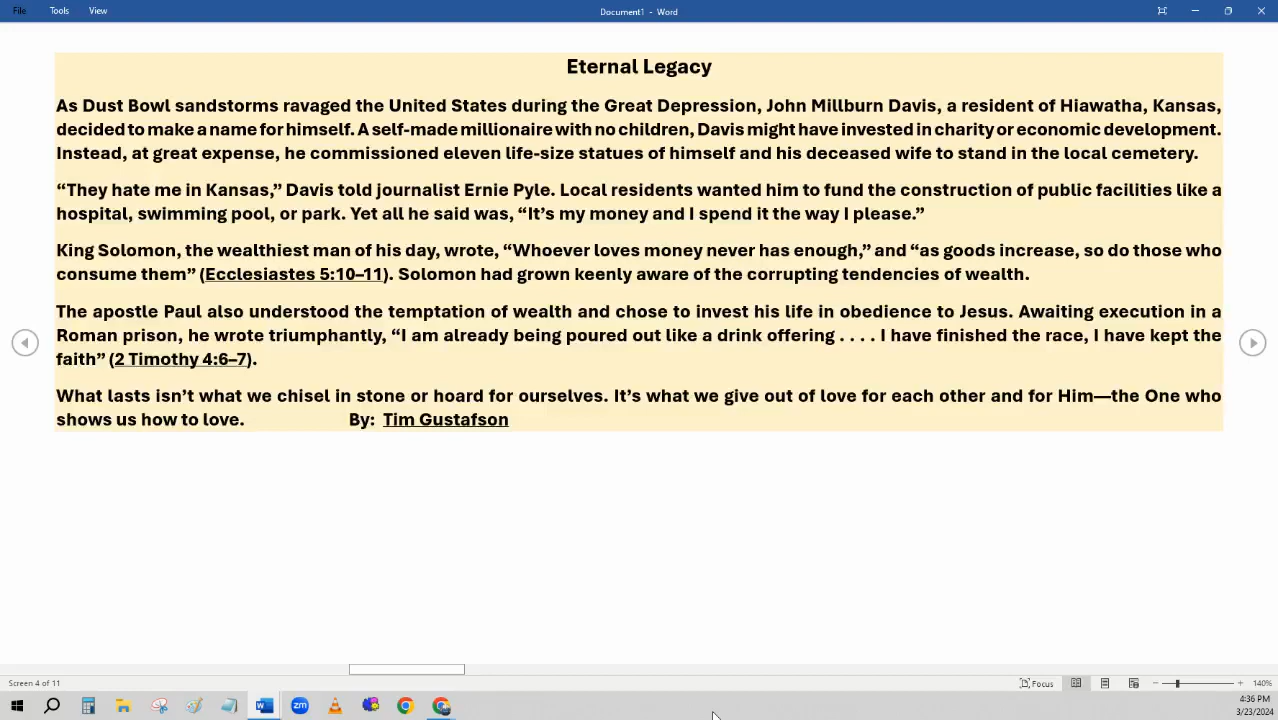 File Tools View Document1 - Word
Eternal Legacy
As Dust Bowl sandstorms ravaged the United States during the Great Depression, John Millburn Davis, a resident of Hiawatha, Kansas,
decided to make a name for himself. A self-made millionaire with no children, Davis might have invested in charity or economic development.
Instead, at great expense, he commissioned eleven life-size statues of himself and his deceased wife to stand in the local cemetery.
“They hate me in Kansas,” Davis told journalist Ernie Pyle. Local residents wanted him to fund the construction of public facilities like a
hospital, swimming pool, or park. Yet all he said was, “It’s my money and I spend it the way I please.”
King Solomon, the wealthiest man of his day, wrote, “Whoever loves money never has enough,” and “as goods increase, so do those who
consume them” (Ecclesiastes 5:10–11). Solomon had grown keenly aware of the corrupting tendencies of wealth.
The apostle Paul also understood the temptation of wealth and chose to invest his life in obedience to Jesus. Awaiting execution in a
Roman prison, he wrote triumphantly, “I am already being poured out like a drink offering . . . . I have finished the race, I have kept the
faith” (2 Timothy 4:6–7).
What lasts isn’t what we chisel in stone or hoard for ourselves. It’s what we give out of love for each other and for Him—the One who
shows us how to love. By: Tim Gustafson
Screen 4 of 11 Focus 140%
zm 4:36 PM
3/23/2024